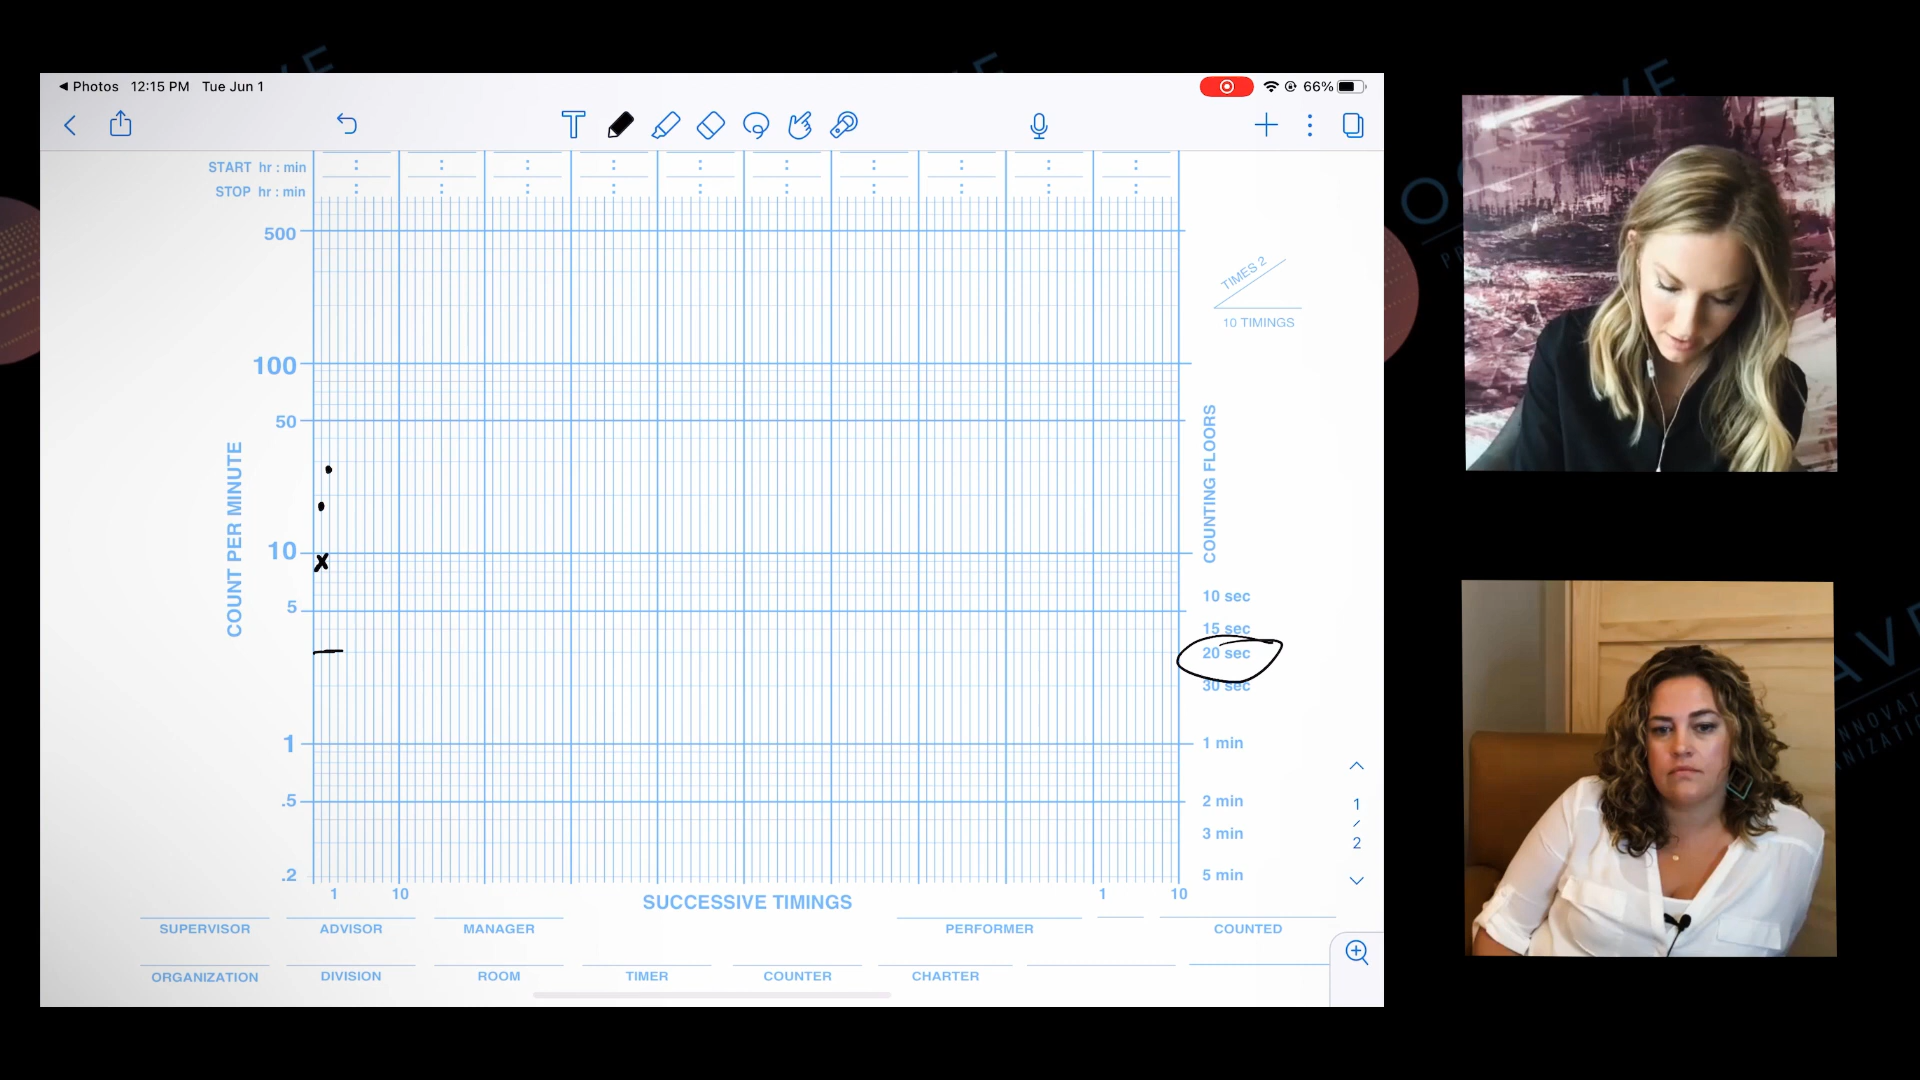 Photos 12:15 PM Tue Jun 1
66%
T
START hr : min : : : : : : : : : :
STOP hr : min : : : : : : : : : :
500
100
50
10
5
1
.5
.2
COUNT PER MINUTE
X
TIMES 2
10 TIMINGS
COUNTING FLOORS
10 sec
15 sec
20 sec
30 sec
1 min
2 min
3 min
5 min
1
/
2
1 10 1 10
SUCCESSIVE TIMINGS
SUPERVISOR ADVISOR MANAGER PERFORMER COUNTED
ORGANIZATION DIVISION ROOM TIMER COUNTER CHARTER